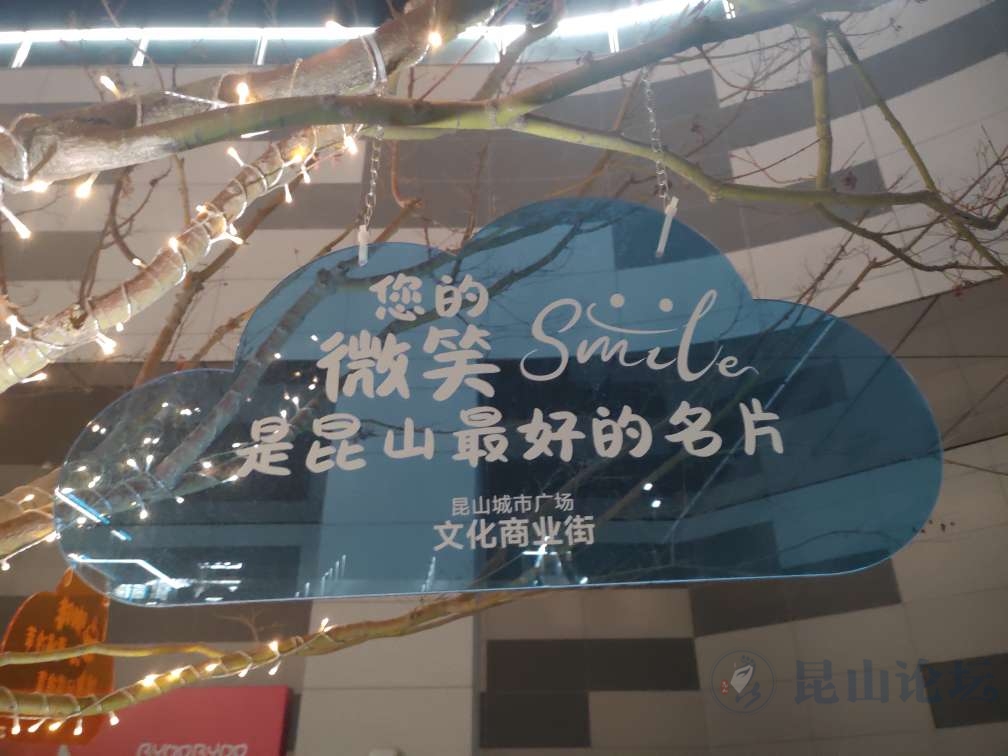 您的
微笑 Smile
是昆山最好的名片
昆山城市广场
文化商业街
昆山论坛